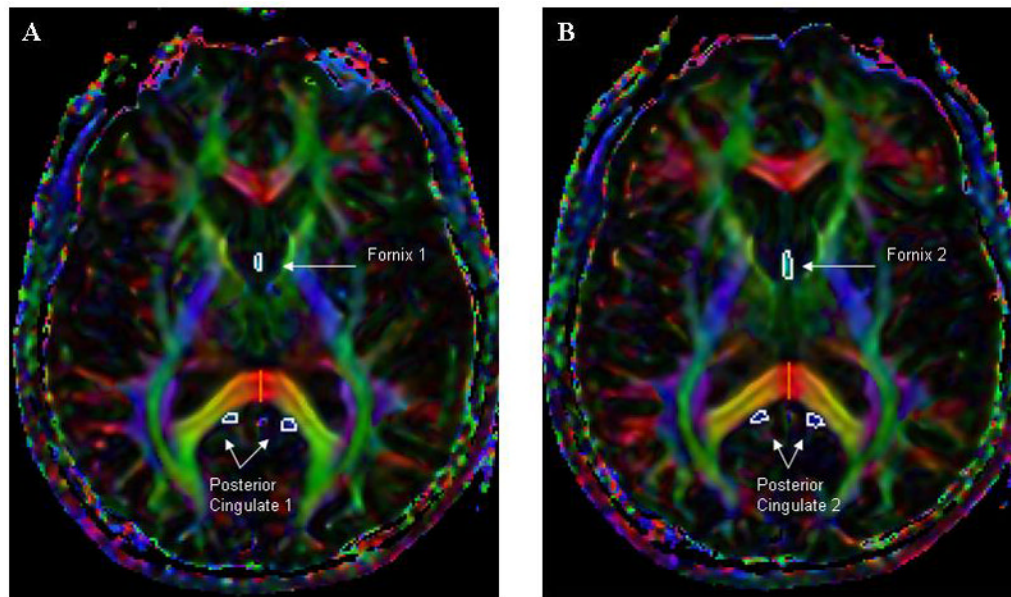 A
Fornix 1
Posterior
Cingulate 1
B
Fornix 2
Posterior
Cingulate 2